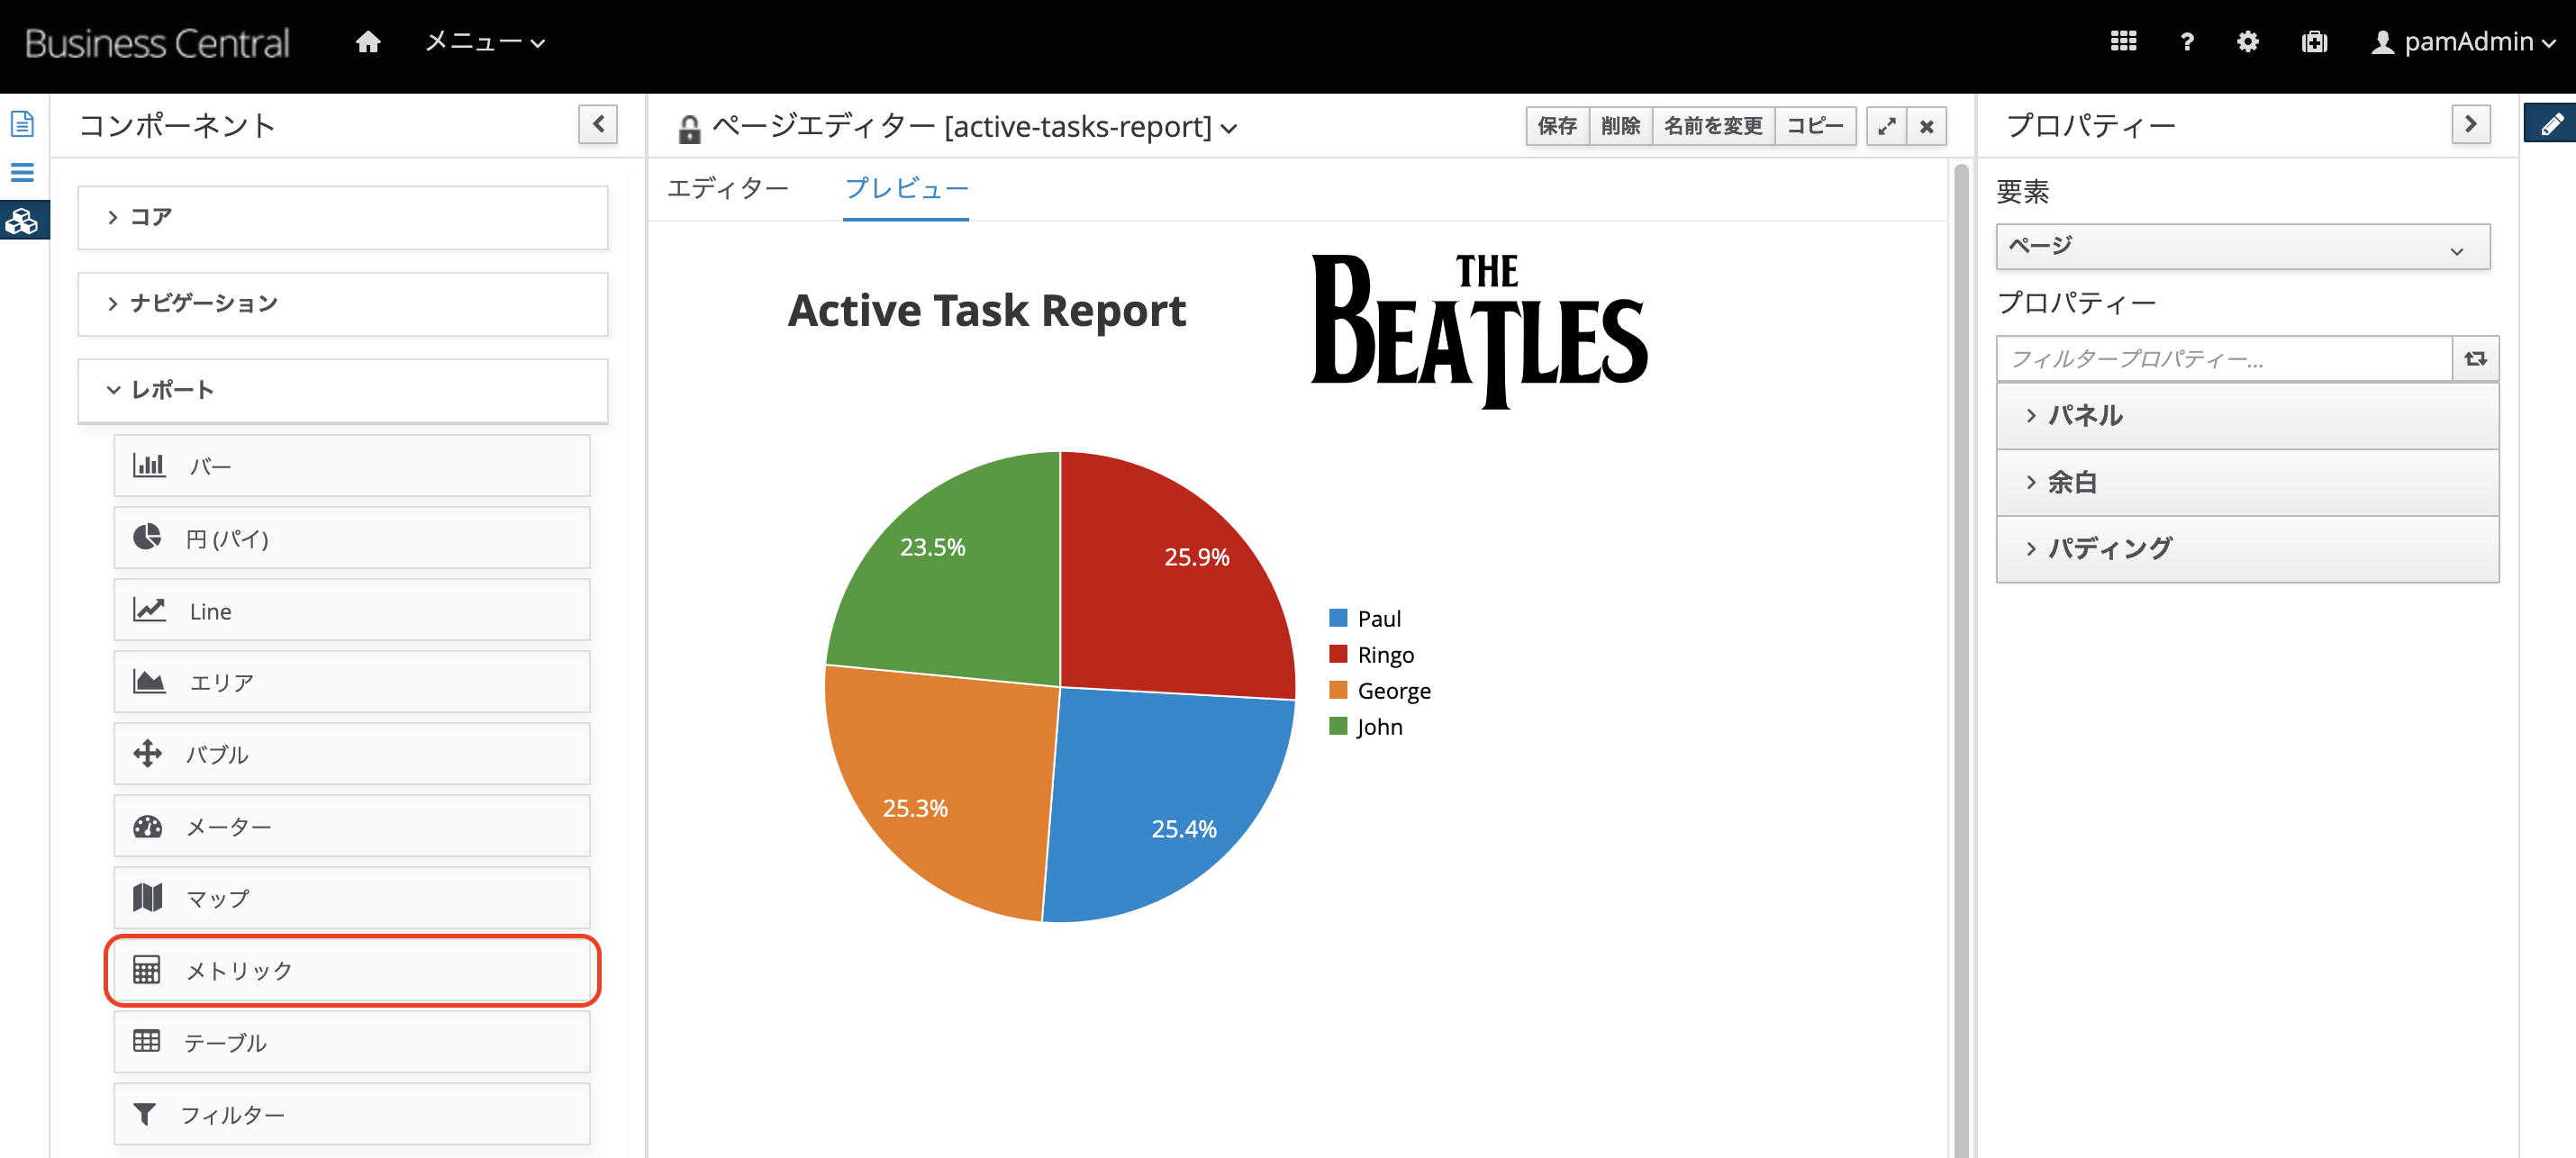 Business Central
メニュー
?
pamAdmin
コンポーネント
コア
ナビゲーション
レポート
バー
円 (パイ)
Line
エリア
バブル
メーター
マップ
メトリック
テーブル
フィルター
ページエディター [active-tasks-report]
保存
削除
名前を変更
コピー
エディター
プレビュー
Active Task Report
THE
BEATLES
23.5%
25.9%
25.3%
25.4%
Paul
Ringo
George
John
プロパティー
要素
ページ
プロパティー
フィルタープロパティー...
パネル
余白
パディング